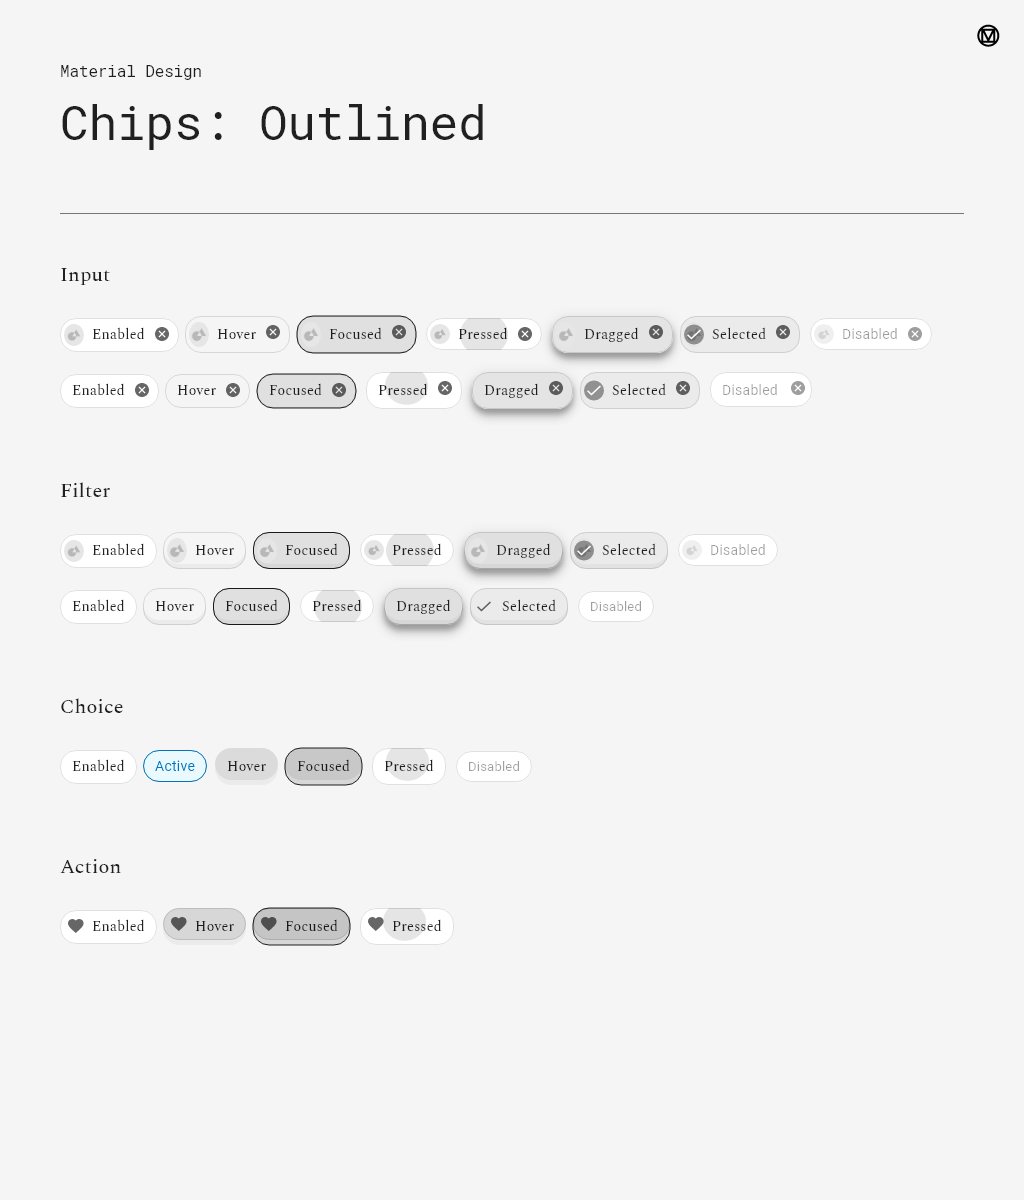 Material Design
Chips: Outlined
Input
Enabled Hover Focused Pressed Dragged Selected Disabled
Enabled Hover Focused Pressed Dragged Selected Disabled
Filter
Enabled Hover Focused Pressed Dragged Selected Disabled
Enabled Hover Focused Pressed Dragged Selected Disabled
Choice
Enabled Active Hover Focused Pressed Disabled
Action
Enabled Hover Focused Pressed